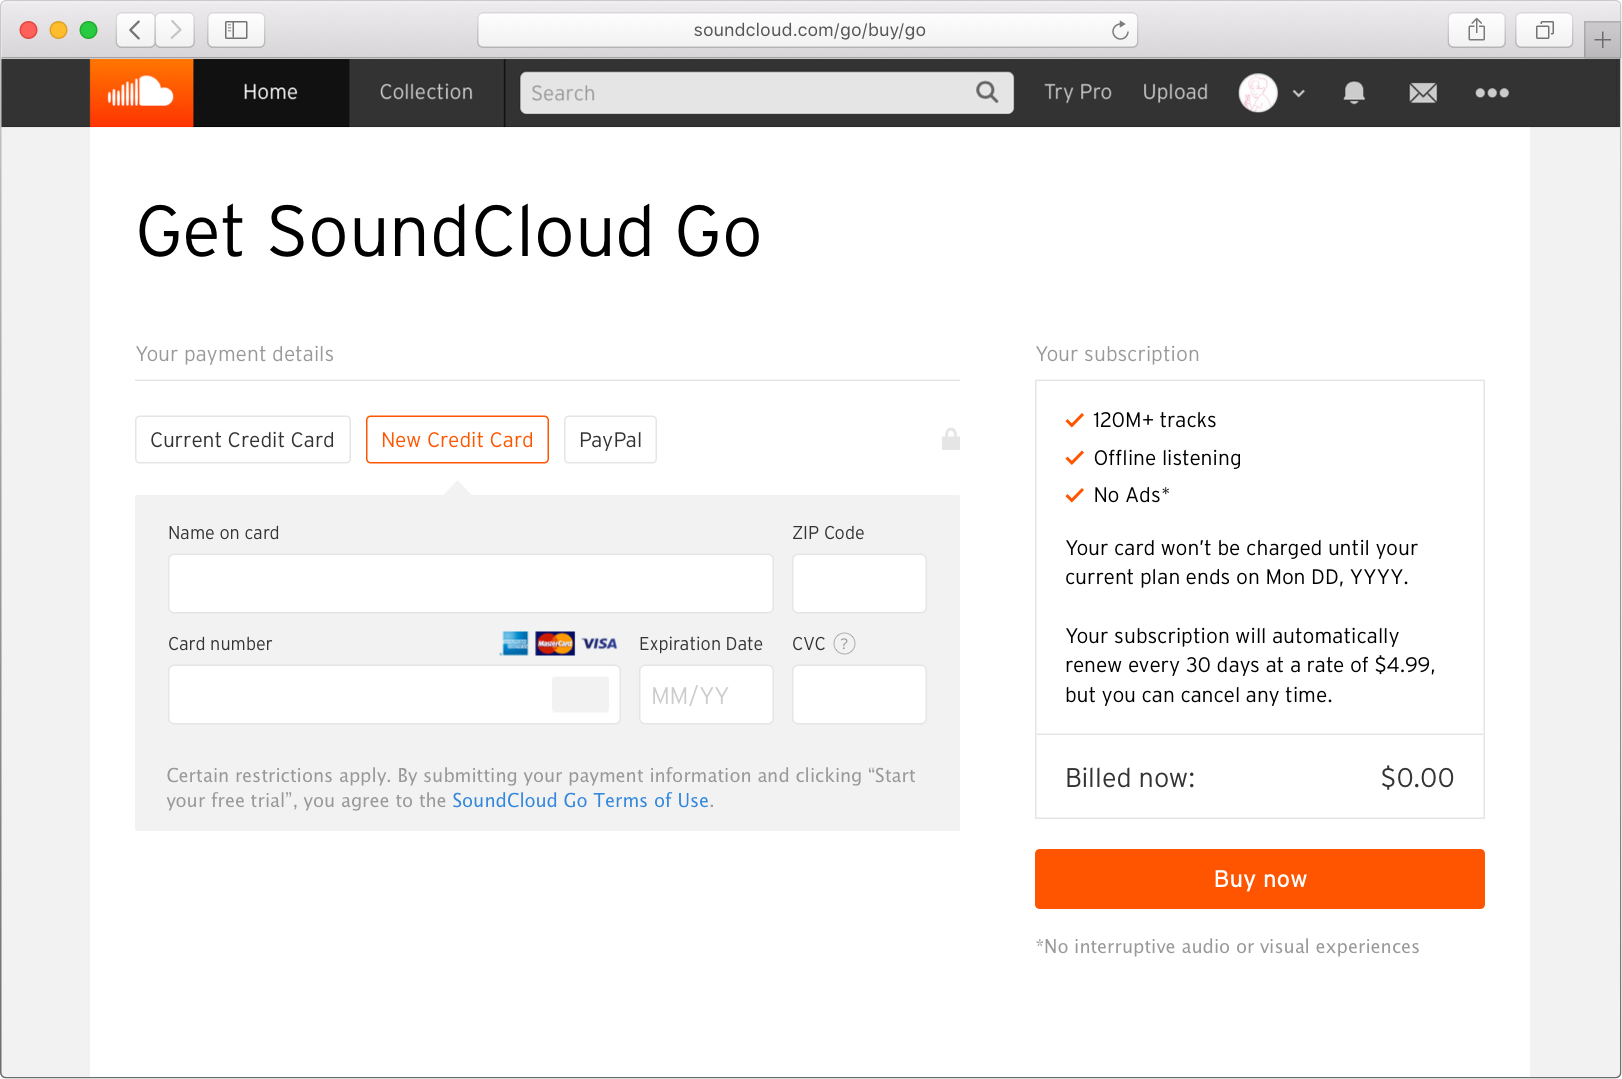 soundcloud.com/go/buy/go
Home
Collection
Search
Try Pro
Upload
Get SoundCloud Go
Your payment details
Current Credit Card
New Credit Card
PayPal
Name on card
ZIP Code
Card number
AMERICAN EXPRESS
MasterCard
VISA
Expiration Date
CVC
?
MM/YY
Certain restrictions apply. By submitting your payment information and clicking “Start
your free trial”, you agree to the SoundCloud Go Terms of Use.
Your subscription
120M+ tracks
Offline listening
No Ads*
Your card won’t be charged until your
current plan ends on Mon DD, YYYY.
Your subscription will automatically
renew every 30 days at a rate of $4.99,
but you can cancel any time.
Billed now:
$0.00
Buy now
*No interruptive audio or visual experiences